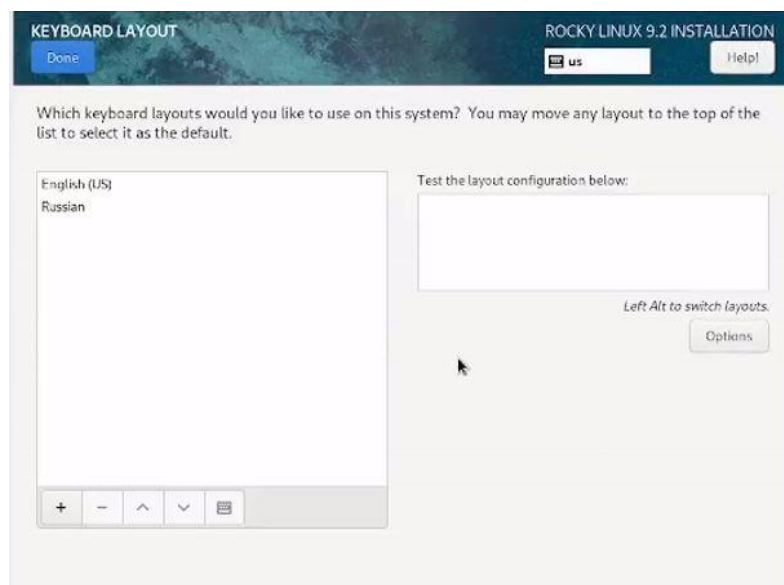 KEYBOARD LAYOUT
ROCKY LINUX 9.2 INSTALLATION
Done
us
Help!
Which keyboard layouts would you like to use on this system? You may move any layout to the top of the
list to select it as the default.
English (US)
Russian
Test the layout configuration below:
Left Alt to switch layouts.
Options